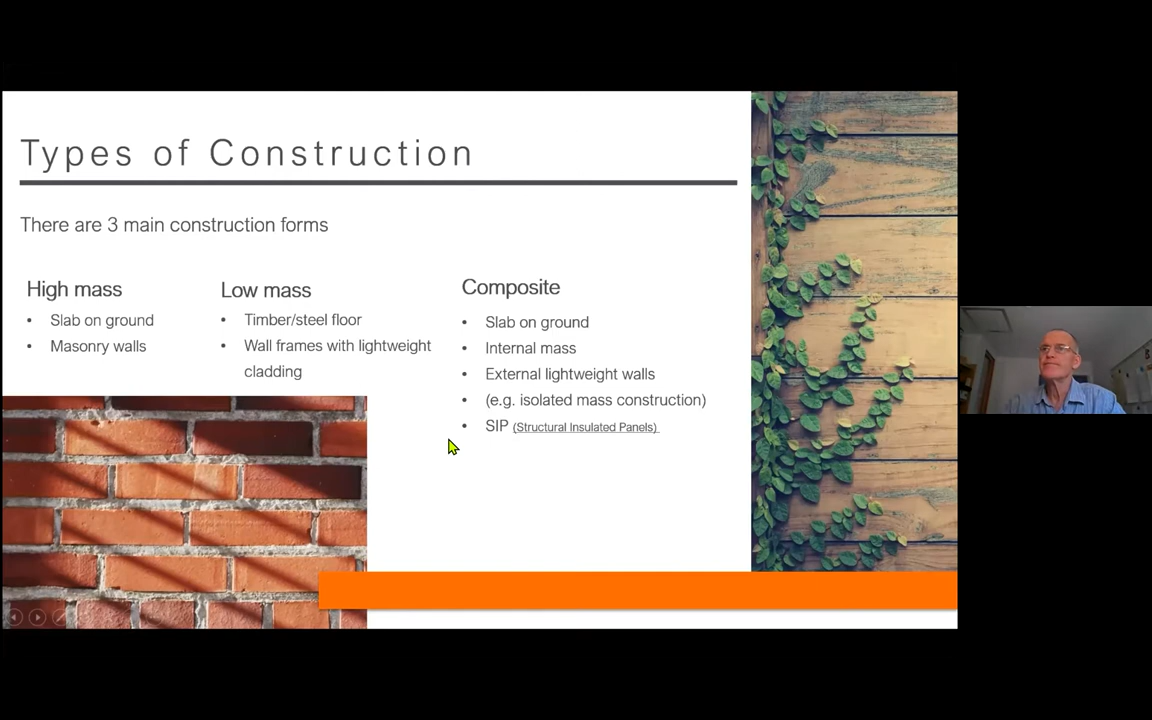 Types of Construction
There are 3 main construction forms
High mass
• Slab on ground
• Masonry walls
Low mass
• Timber/steel floor
• Wall frames with lightweight
cladding
Composite
• Slab on ground
• Internal mass
• External lightweight walls
• (e.g. isolated mass construction)
• SIP (Structural Insulated Panels)